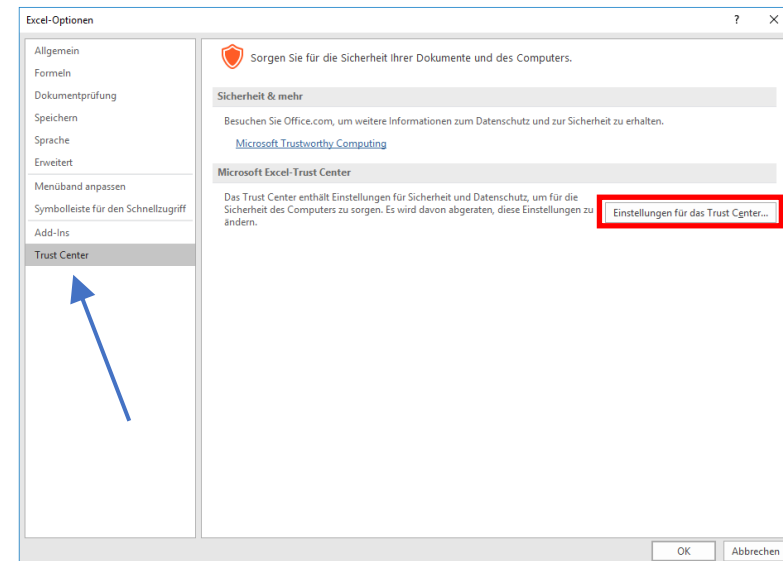 Excel-Optionen
?
Allgemein
Formeln
Dokumentprüfung
Speichern
Sprache
Erweitert
Menüband anpassen
Symbolleiste für den Schnellzugriff
Add-Ins
Trust Center
Sorgen Sie für die Sicherheit Ihrer Dokumente und des Computers.
Sicherheit & mehr
Besuchen Sie Office.com, um weitere Informationen zum Datenschutz und zur Sicherheit zu erhalten.
Microsoft Trustworthy Computing
Microsoft Excel-Trust Center
Das Trust Center enthält Einstellungen für Sicherheit und Datenschutz, um für die
Sicherheit des Computers zu sorgen. Es wird davon abgeraten, diese Einstellungen zu
ändern.
Einstellungen für das Trust Center...
OK
Abbrechen